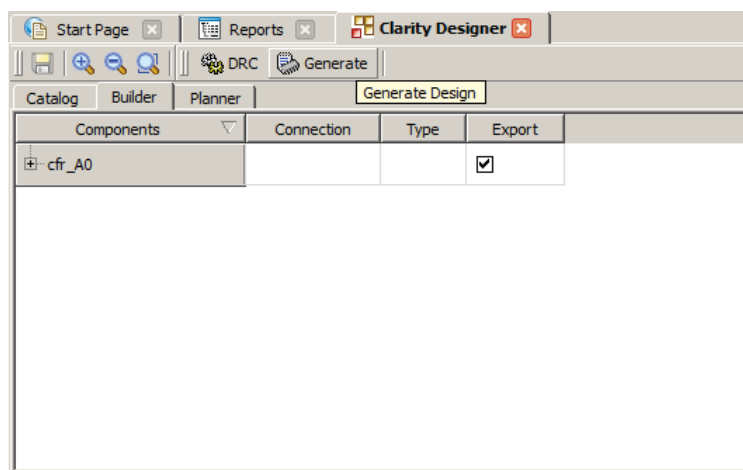 Start Page Reports Clarity Designer
DRC Generate
Catalog Builder Planner Generate Design
Components Connection Type Export
cfr_A0